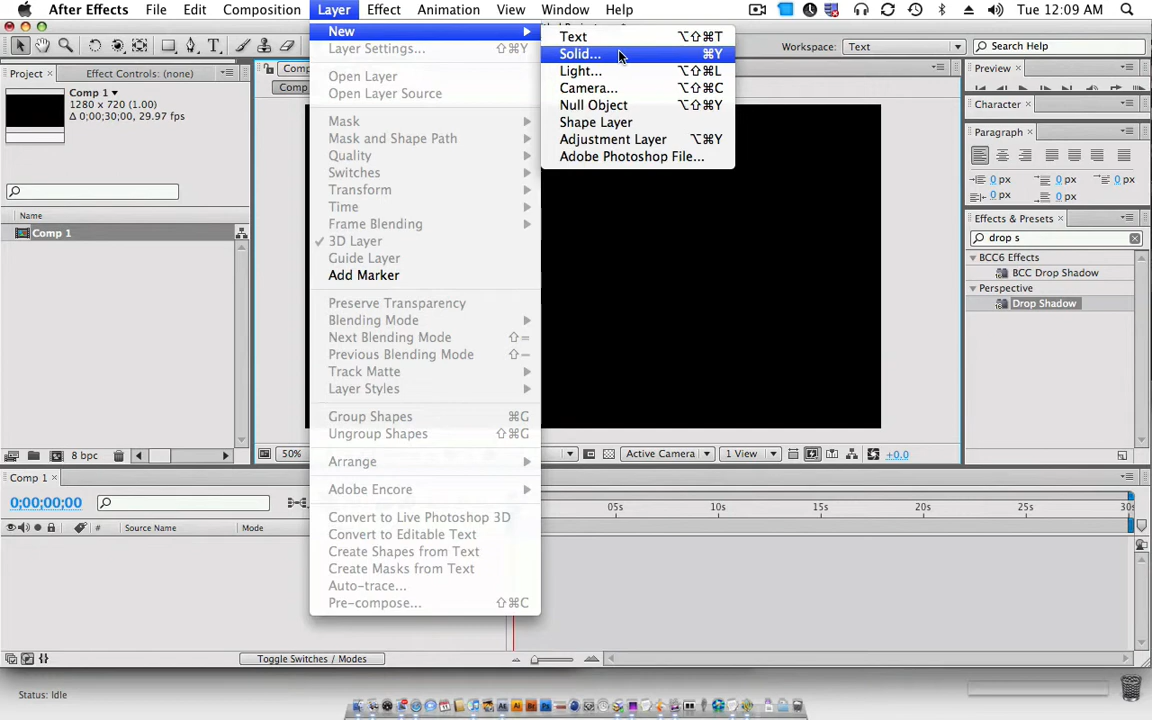 After Effects File Edit Composition Layer Effect Animation View Window Help Tue 12:09 AM
New
Layer Settings... ⇧⌘Y
Open Layer
Open Layer Source
Mask
Mask and Shape Path
Quality
Switches
Transform
Time
Frame Blending
✓ 3D Layer
Guide Layer
Add Marker
Preserve Transparency
Blending Mode
Next Blending Mode ⇧=
Previous Blending Mode ⇧−
Track Matte
Layer Styles
Group Shapes ⌘G
Ungroup Shapes ⇧⌘G
Arrange
Adobe Encore
Convert to Live Photoshop 3D
Convert to Editable Text
Create Shapes from Text
Create Masks from Text
Auto-trace...
Pre-compose... ⇧⌘C
Text ⌥⇧⌘T
Solid... ⌘Y
Light... ⌥⇧⌘L
Camera... ⌥⇧⌘C
Null Object ⌥⇧⌘Y
Shape Layer
Adjustment Layer ⌥⌘Y
Adobe Photoshop File...
Workspace: Text Search Help
Project Effect Controls: (none)
Comp 1
1280 x 720 (1.00)
Δ 0;00;30;00, 29.97 fps
Name
Comp 1
8 bpc
Preview
Character
Paragraph
0 px 0 px 0 px
0 px 0 px
Effects & Presets
drop s
BCC6 Effects
BCC Drop Shadow
Perspective
Drop Shadow
50% Active Camera 1 View +0.0
Comp 1
0;00;00;00
# Source Name Mode
05s 10s 15s 20s 25s 30s
Toggle Switches / Modes
Status: Idle